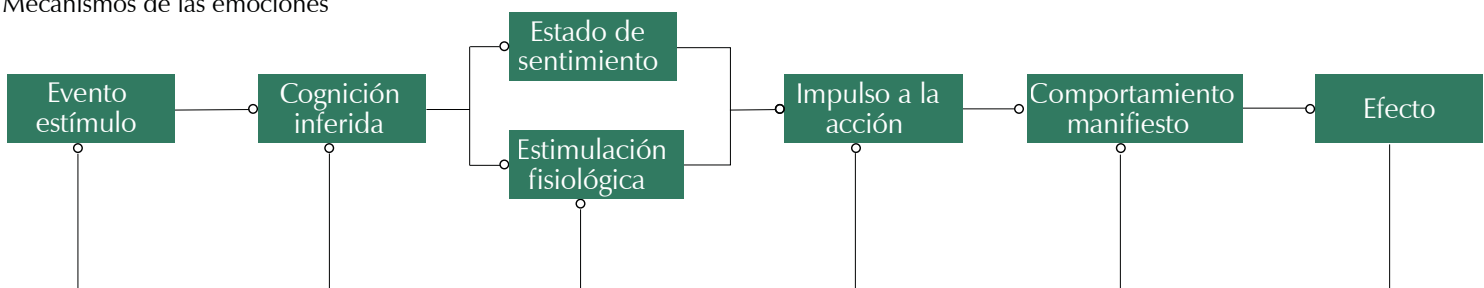 Mecanismos de las emociones
Evento
estímulo
Cognición
inferida
Estado de
sentimiento
Estimulación
fisiológica
Impulso a la
acción
Comportamiento
manifiesto
Efecto